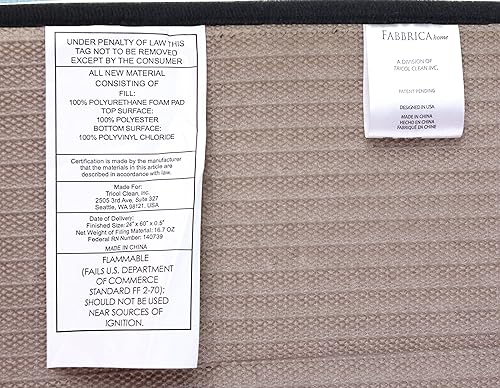 UNDER PENALTY OF LAW THIS
TAG NOT TO BE REMOVED
EXCEPT BY THE CONSUMER
ALL NEW MATERIAL
CONSISTING OF
FILL:
100% POLYURETHANE FOAM PAD
TOP SURFACE:
100% POLYESTER
BOTTOM SURFACE:
100% POLYVINYL CHLORIDE
Certification is made by the manufacturer
that the materials in this article are
described in accordance with law.
Made For:
Tricol Clean, Inc.
2505 3rd Ave, Suite 327
Seattle, WA 98121. USA
Date of Delivery:
Finished Size: 24" x 60" x 0.5"
Net Weight of Filling Material: 16.7 OZ
Federal RN Number: 140739
MADE IN CHINA
FLAMMABLE
(FAILS U.S. DEPARTMENT
OF COMMERCE
STANDARD FF 2-70);
SHOULD NOT BE USED
NEAR SOURCES OF
IGNITION.
FABBRICA home
A DIVISION OF
TRICOL CLEAN INC.
PATENT PENDING
DESIGNED IN USA
MADE IN CHINA
HECHO EN CHINA
FABRIQUÉ EN CHINE